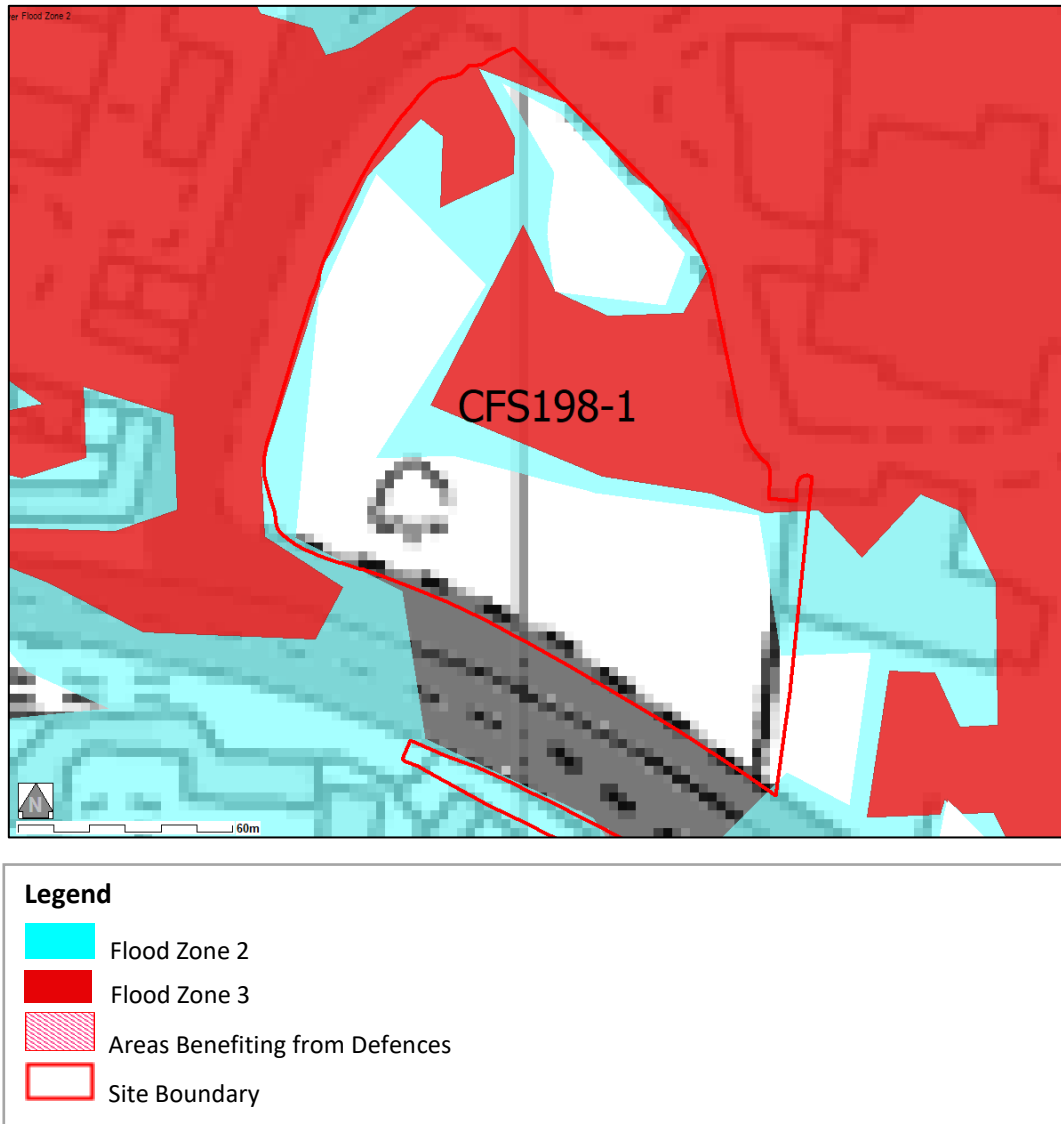 er Flood Zone 2
CFS198-1
N
60m
Legend
Flood Zone 2
Flood Zone 3
Areas Benefiting from Defences
Site Boundary